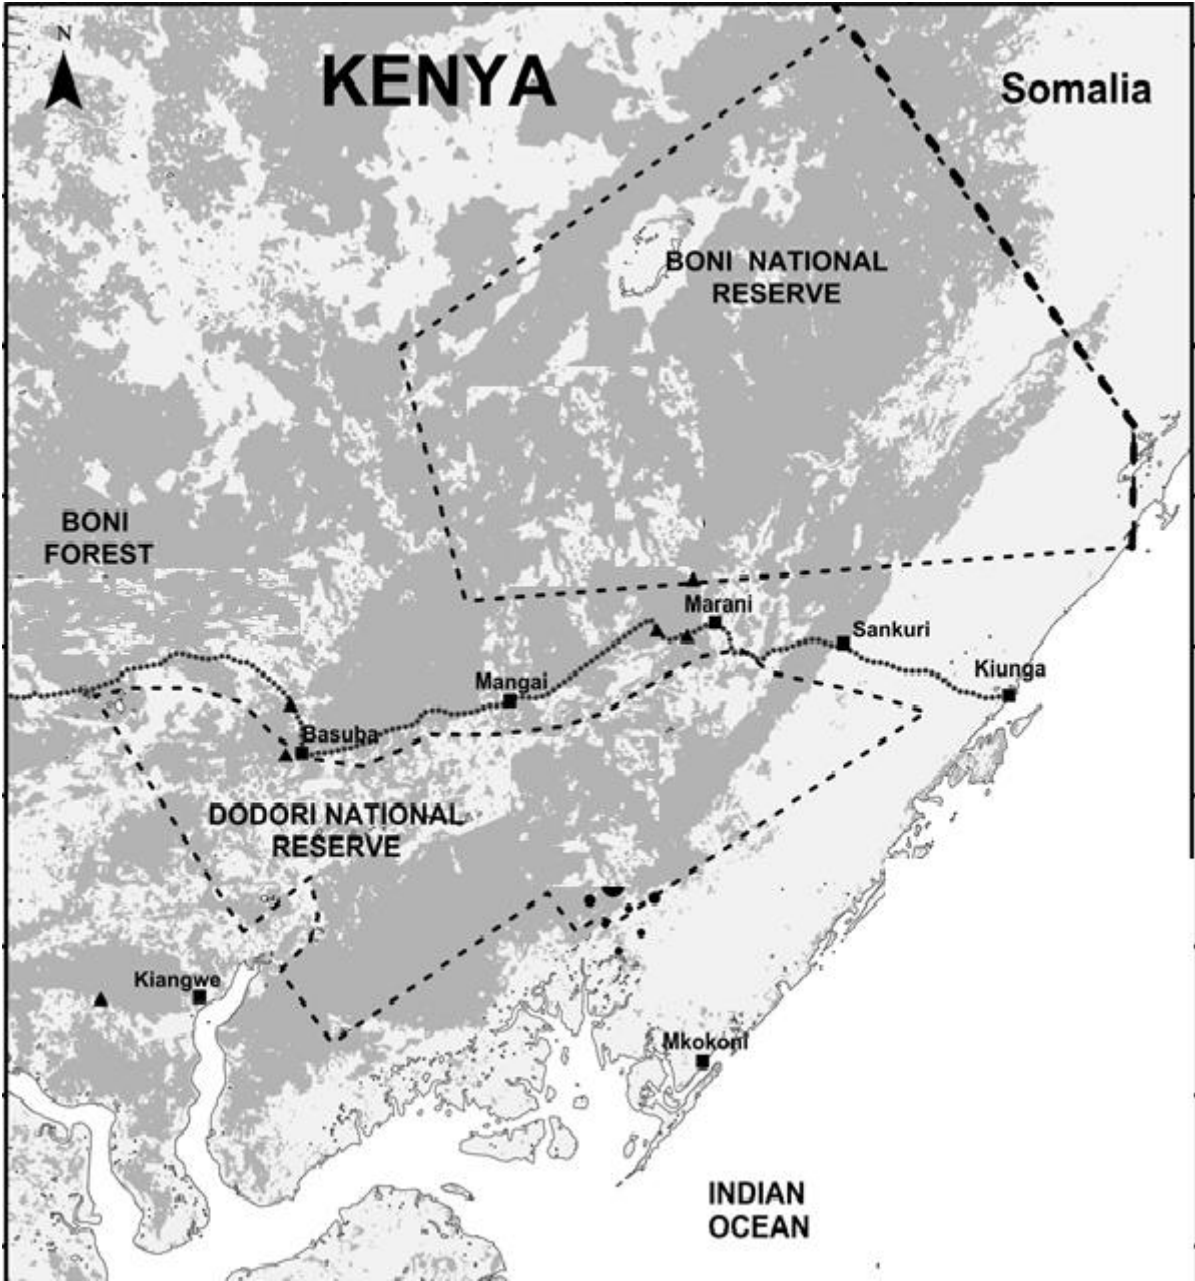 N
KENYA
Somalia
BONI NATIONAL
RESERVE
BONI
FOREST
Marani
Sankuri
Kiunga
Mangai
Basuba
DODORI NATIONAL
RESERVE
Kiangwe
Mkokoni
INDIAN
OCEAN